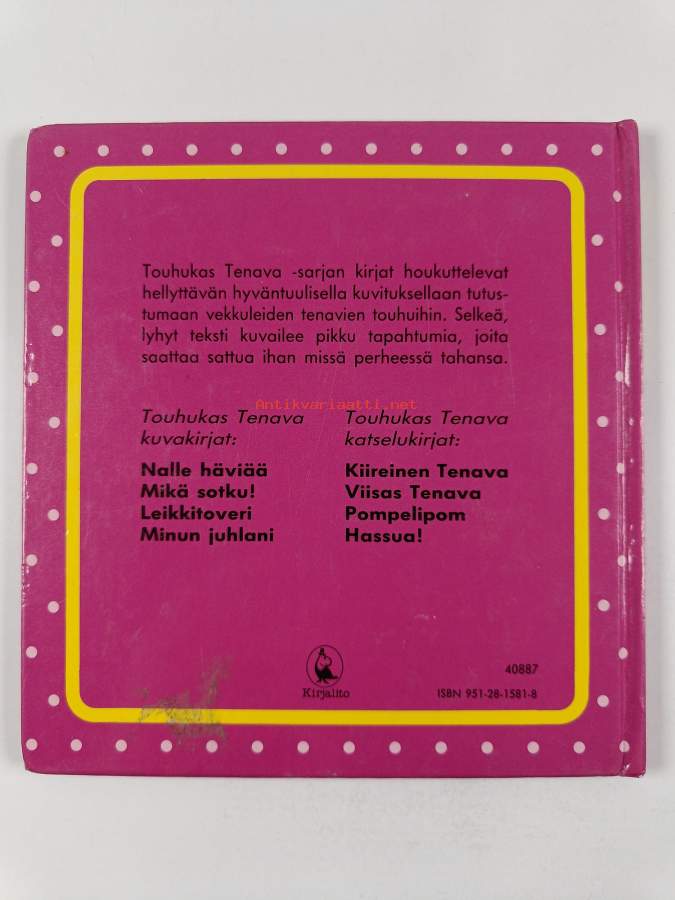 Touhukas Tenava -sarjan kirjat houkuttelevat
hellyttävän hyväntuulisella kuvituksellaan tutus-
tumaan vekkuleiden tenavien touhuihin. Selkeä,
lyhyt teksti kuvailee pikku tapahtumia, joita
saattaa sattua ihan missä perheessä tahansa.
Antikvariaatti.net
Touhukas Tenava
kuvakirjat:
Nalle häviää
Mikä sotku!
Leikkitoveri
Minun juhlani
Touhukas Tenava
katselukirjat:
Kiireinen Tenava
Viisas Tenava
Pompelipom
Hassua!
Kirjalito
40887
ISBN 951-28-1581-8